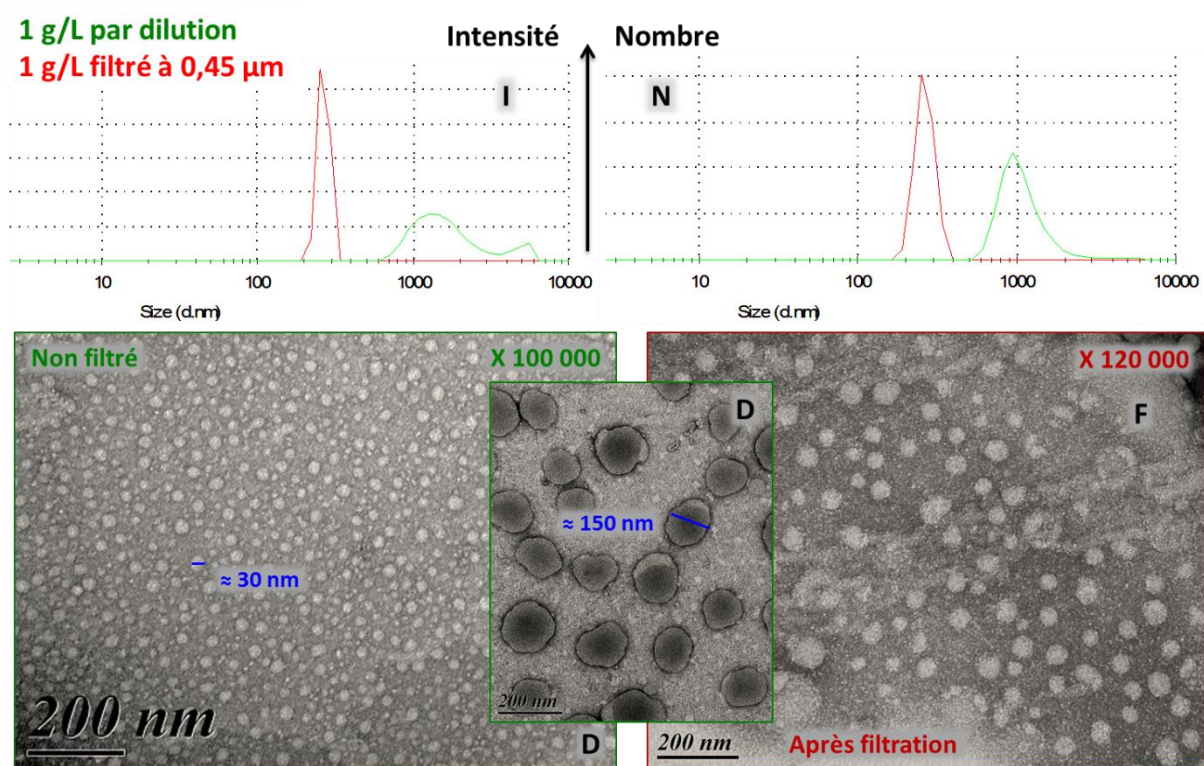 1 g/L par dilution
1 g/L filtré à 0,45 µm
Intensité
Nombre
I
N
10 100 1000 10000
Size (d.nm)
10 100 1000 10000
Size (d.nm)
Non filtré
X 100 000
X 120 000
D
F
≈ 150 nm
≈ 30 nm
200 nm
D
200 nm
200 nm
Après filtration